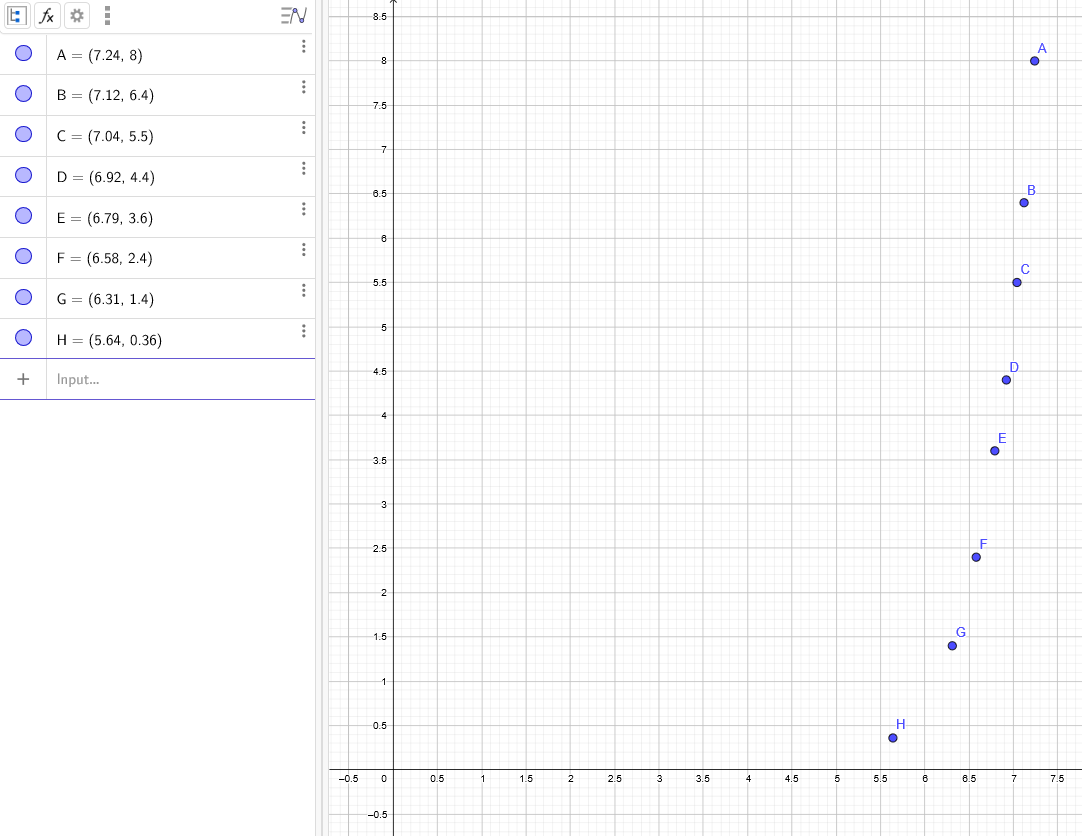 fx
A = (7.24, 8)
B = (7.12, 6.4)
C = (7.04, 5.5)
D = (6.92, 4.4)
E = (6.79, 3.6)
F = (6.58, 2.4)
G = (6.31, 1.4)
H = (5.64, 0.36)
+ Input...
8.5
A
8
7.5
7
B
6.5
6
C
5.5
5
D
4.5
4
E
3.5
3
F
2.5
2
G
1.5
1
H
0.5
–0.5 0 0.5 1 1.5 2 2.5 3 3.5 4 4.5 5 5.5 6 6.5 7 7.5
–0.5